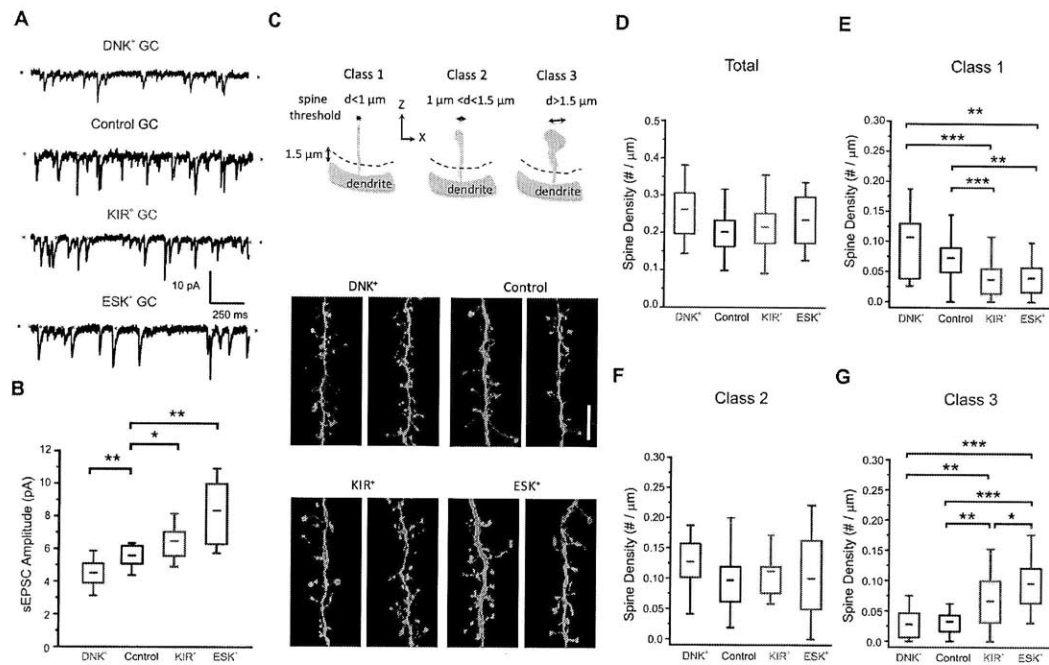 A
DNK⁺ GC
Control GC
KIR⁺ GC
10 pA
250 ms
ESK⁺ GC
B
sEPSC Amplitude (pA)
14
12
10
8
6
4
2
0
**
*
**
DNK⁺ Control KIR⁺ ESK⁺
C
Class 1 Class 2 Class 3
spine threshold
d<1 μm 1 μm <d<1.5 μm d>1.5 μm
Z
X
1.5 μm
dendrite dendrite dendrite
DNK⁺ Control
KIR⁺ ESK⁺
D
Total
Spine Density (# / μm)
0.5
0.4
0.3
0.2
0.1
0.0
DNK⁺ Control KIR⁺ ESK⁺
E
Class 1
Spine Density (# / μm)
0.30
0.25
0.20
0.15
0.10
0.05
0.00
**
***
**
***
DNK⁺ Control KIR⁺ ESK⁺
F
Class 2
Spine Density (# / μm)
0.30
0.25
0.20
0.15
0.10
0.05
0.0
DNK⁺ Control KIR⁺ ESK⁺
G
Class 3
Spine Density (# / μm)
0.30
0.25
0.20
0.15
0.10
0.05
0.00
***
**
***
** *
DNK⁺ Control KIR⁺ ESK⁺